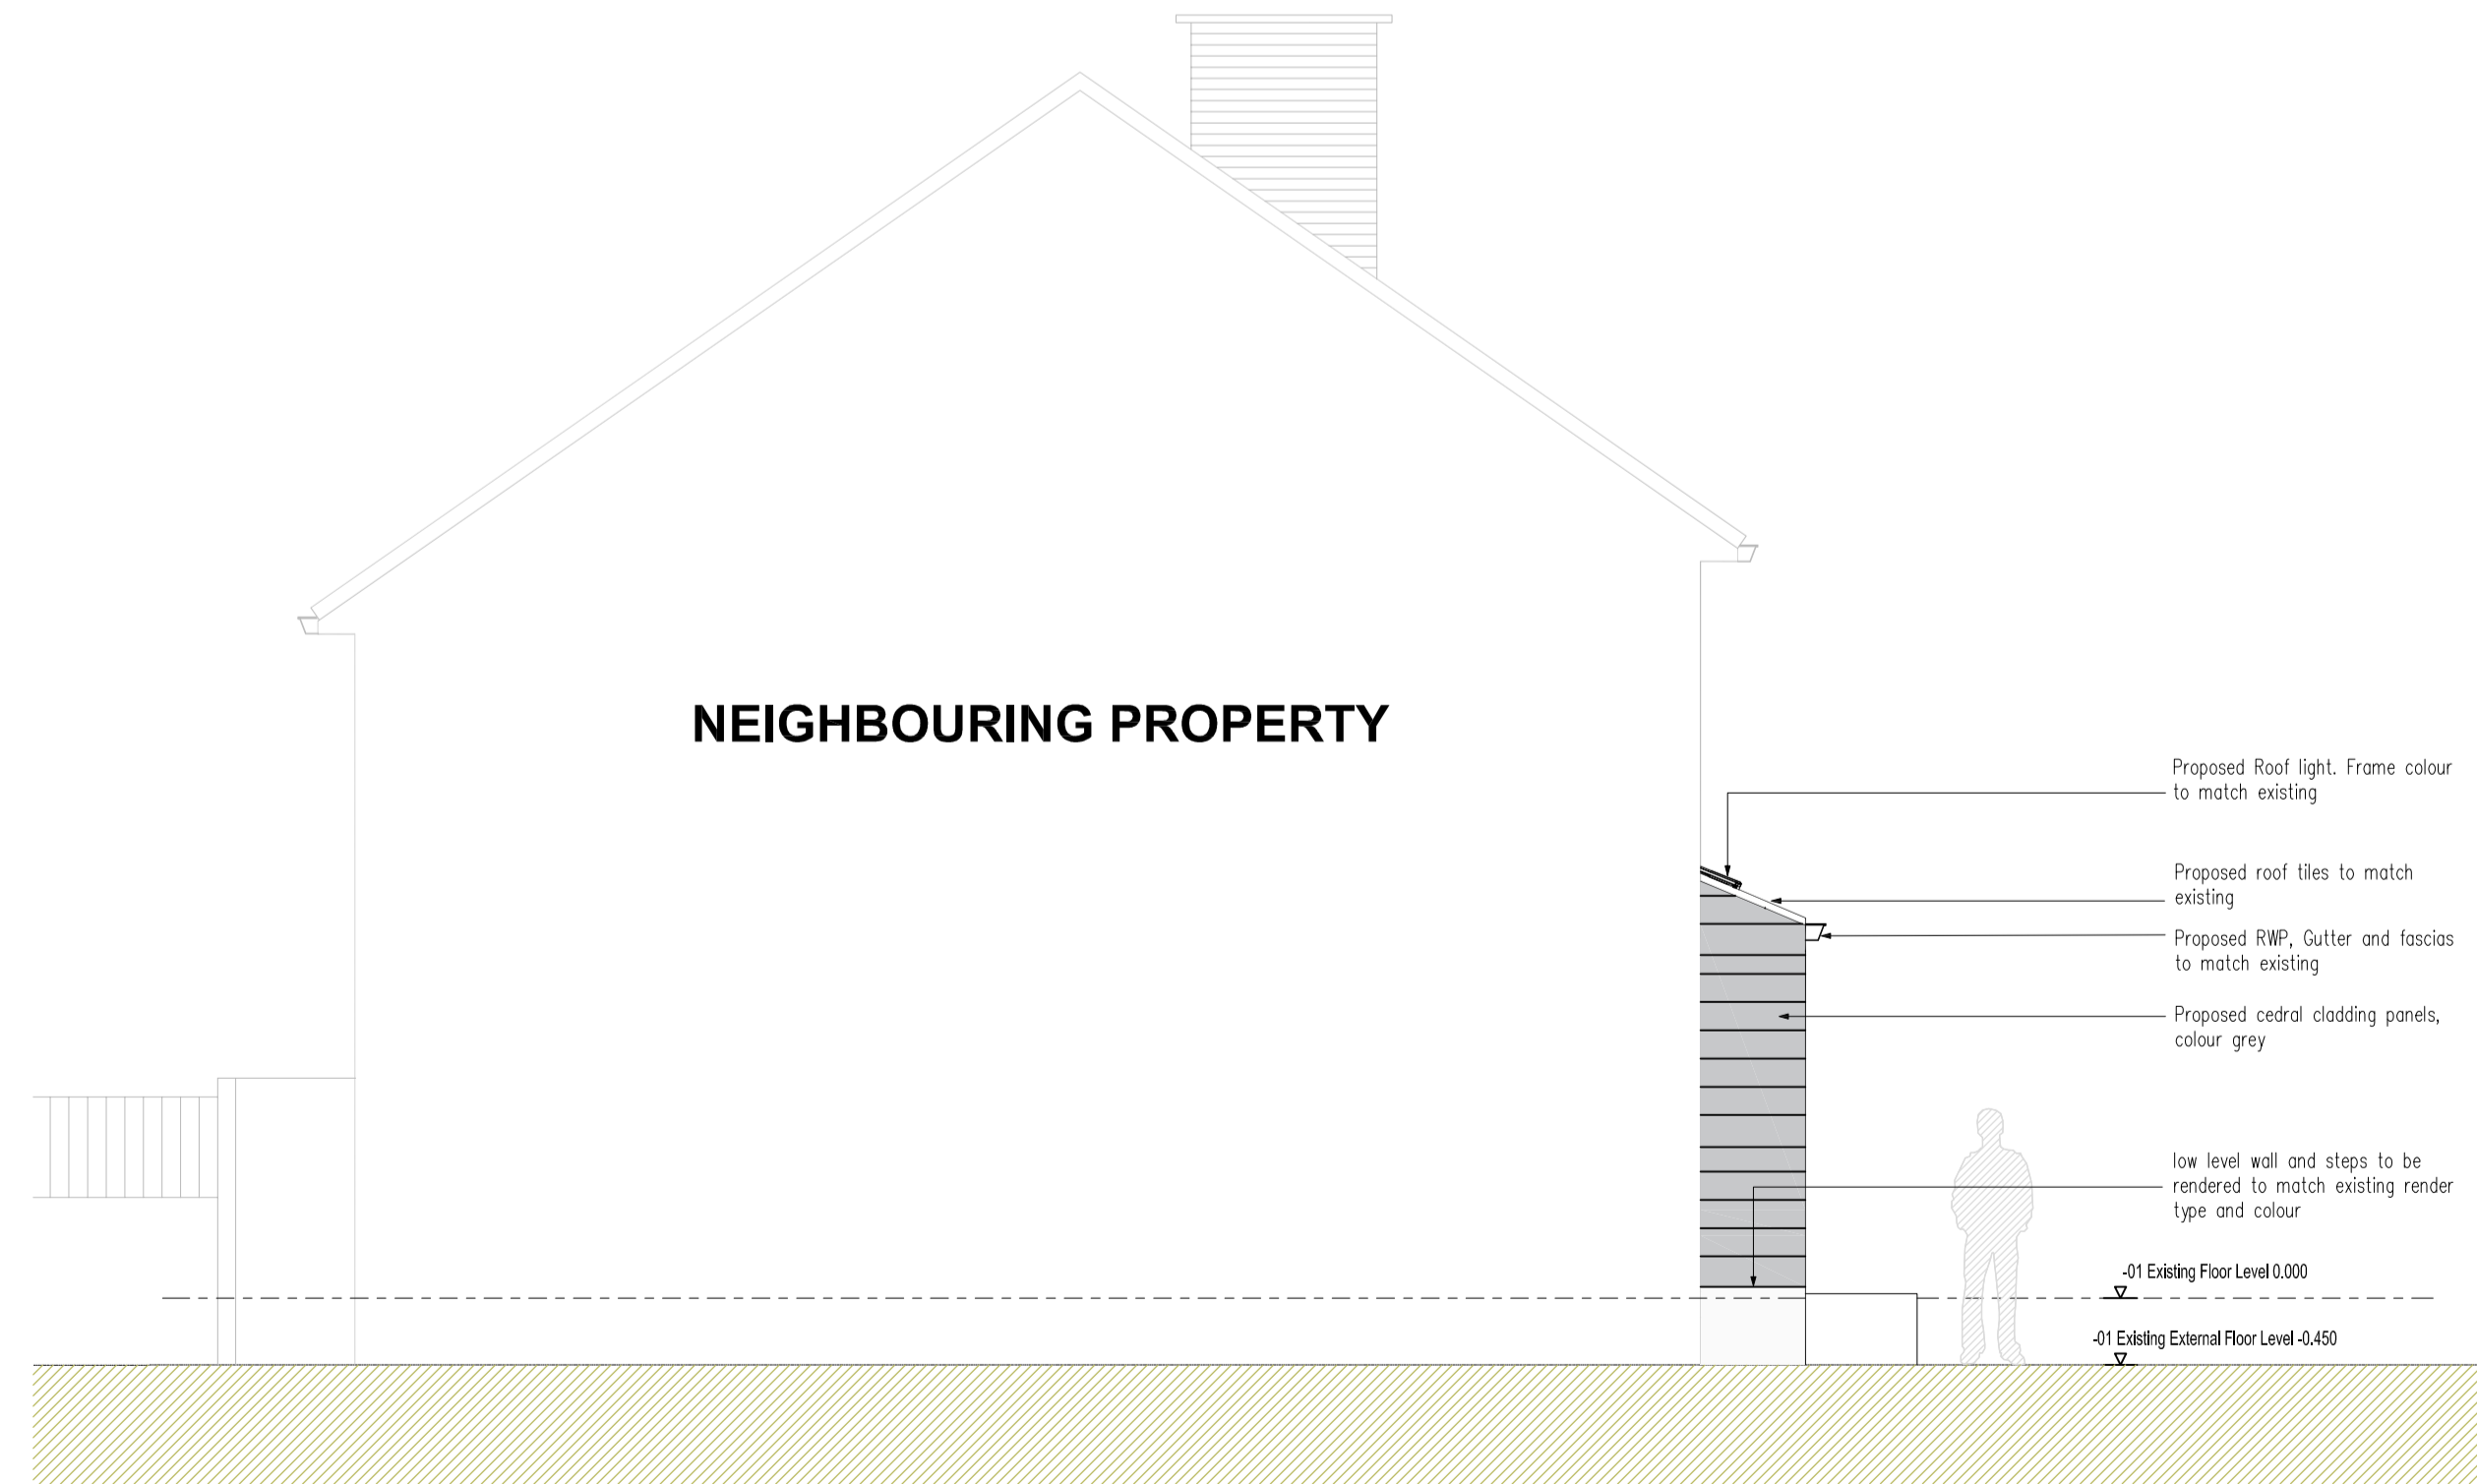 NEIGHBOURING PROPERTY
Proposed Roof light. Frame colour
to match existing
Proposed roof tiles to match
existing
Proposed RWP, Gutter and fascias
to match existing
Proposed cedral cladding panels,
colour grey
low level wall and steps to be
rendered to match existing render
type and colour
-01 Existing Floor Level 0.000
-01 Existing External Floor Level -0.450